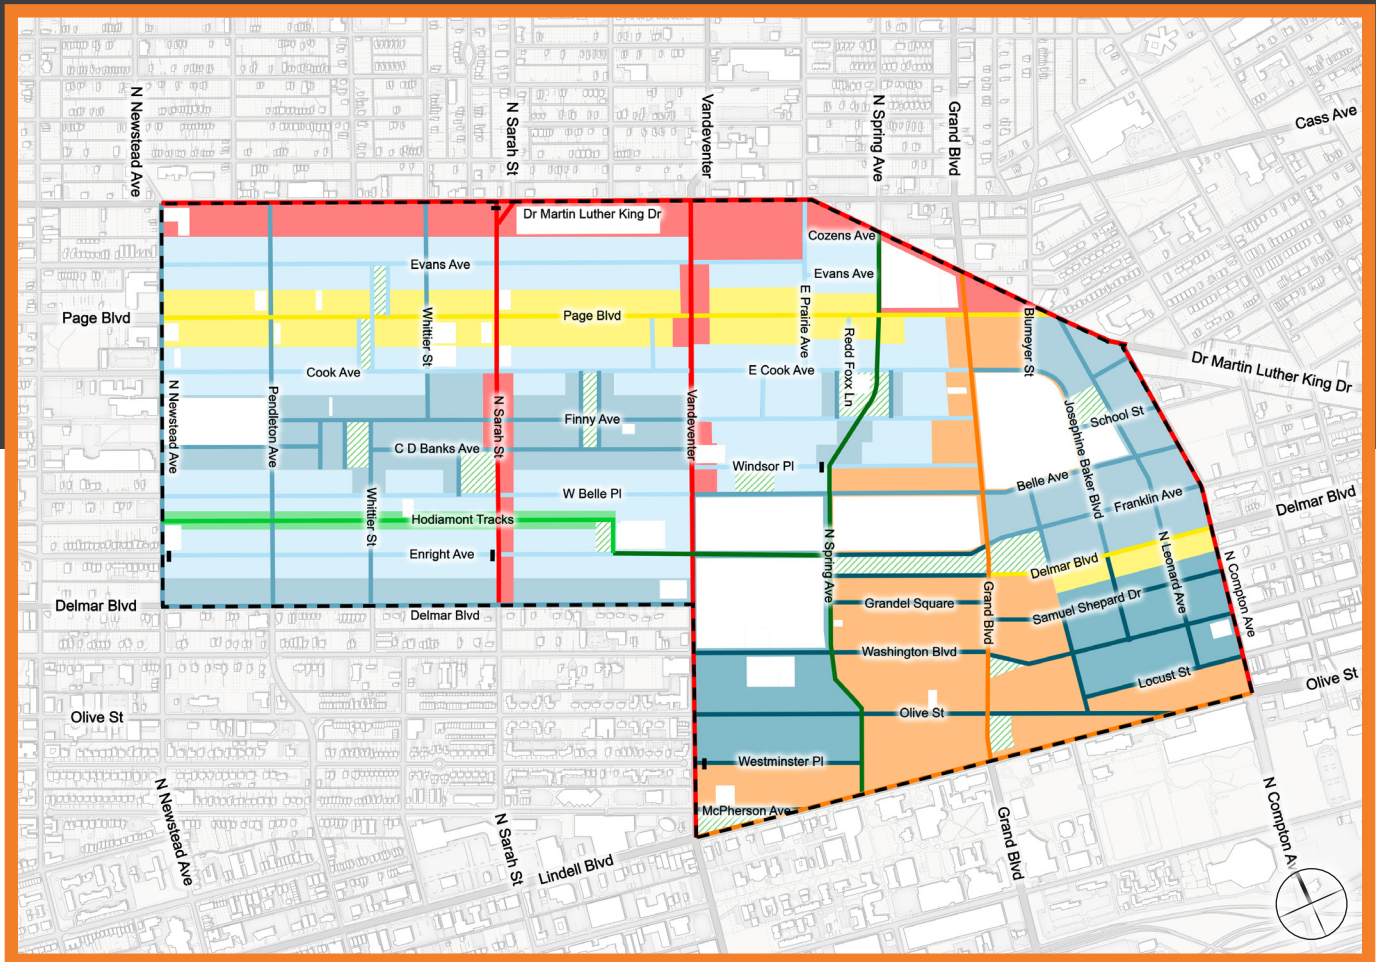 N Newstead Ave
N Sarah St
Vandeventer
N Spring Ave
Grand Blvd
Cass Ave
Dr Martin Luther King Dr
Cozens Ave
Evans Ave
Evans Ave
Page Blvd
Page Blvd
Whittier St
E Prairie Ave
Redd Foxx Ln
Blumeyer St
Dr Martin Luther King Dr
Cook Ave
E Cook Ave
N Newstead Ave
Pendleton Ave
N Sarah St
Vandeventer
Finny Ave
Josephine Baker Blvd
School St
C D Banks Ave
Windsor Pl
Belle Ave
W Belle Pl
Franklin Ave
Delmar Blvd
Whittier St
Hodiamont Tracks
Enright Ave
N Spring Ave
Delmar Blvd
N Leonard Ave
N Compton Ave
Delmar Blvd
Delmar Blvd
Grandel Square
Grand Blvd
Samuel Shepard Dr
Washington Blvd
Locust St
Olive St
Olive St
Olive St
Westminster Pl
McPherson Ave
N Newstead Ave
N Sarah St
Lindell Blvd
Grand Blvd
N Compton Av